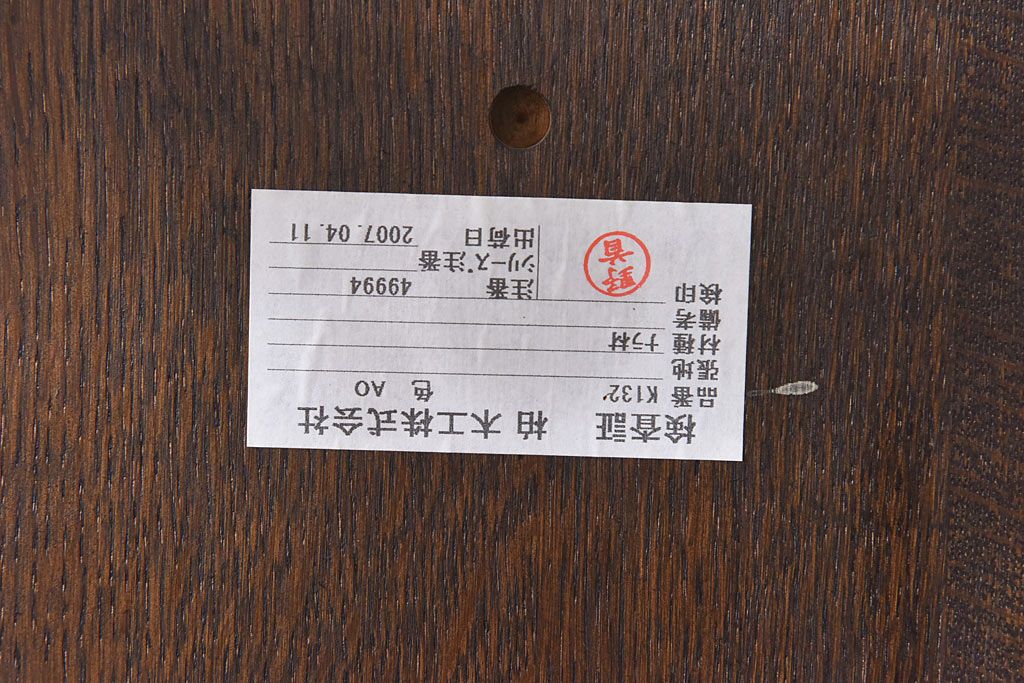 検査証 柏木工株式会社
品番 K132 色 AO
張地
材種 ナラ材
備考
検印
注番 49994
シリーズ注番
出荷日 2007.04.11